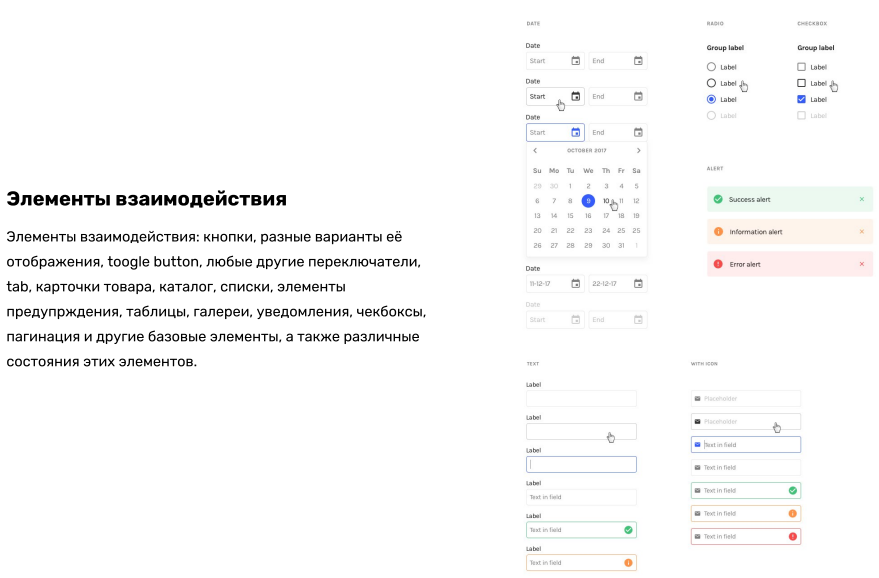 Элементы взаимодействия
Элементы взаимодействия: кнопки, разные варианты её
отображения, toogle button, любые другие переключатели,
tab, карточки товара, каталог, списки, элементы
предупрждения, таблицы, галереи, уведомления, чекбоксы,
пагинация и другие базовые элементы, а также различные
состояния этих элементов.
DATE
Date
Start End
Date
Start End
Date
Start End
OCTOBER 2017
Su Mo Tu We Th Fr Sa
29 30 1 2 3 4 5
6 7 8 9 10 11 12
13 14 15 16 17 18 19
20 21 22 23 24 25 25
26 27 28 29 30 31 1
Date
11-12-17 22-12-17
Date
Start End
RADIO
Group label
Label
Label
Label
Label
CHECKBOX
Group label
Label
Label
Label
Label
ALERT
Success alert
Information alert
Error alert
TEXT
Label
Label
Label
Label
Text in field
Label
Text in field
Label
Text in field
WITH ICON
Placeholder
Placeholder
Text in field
Text in field
Text in field
Text in field
Text in field